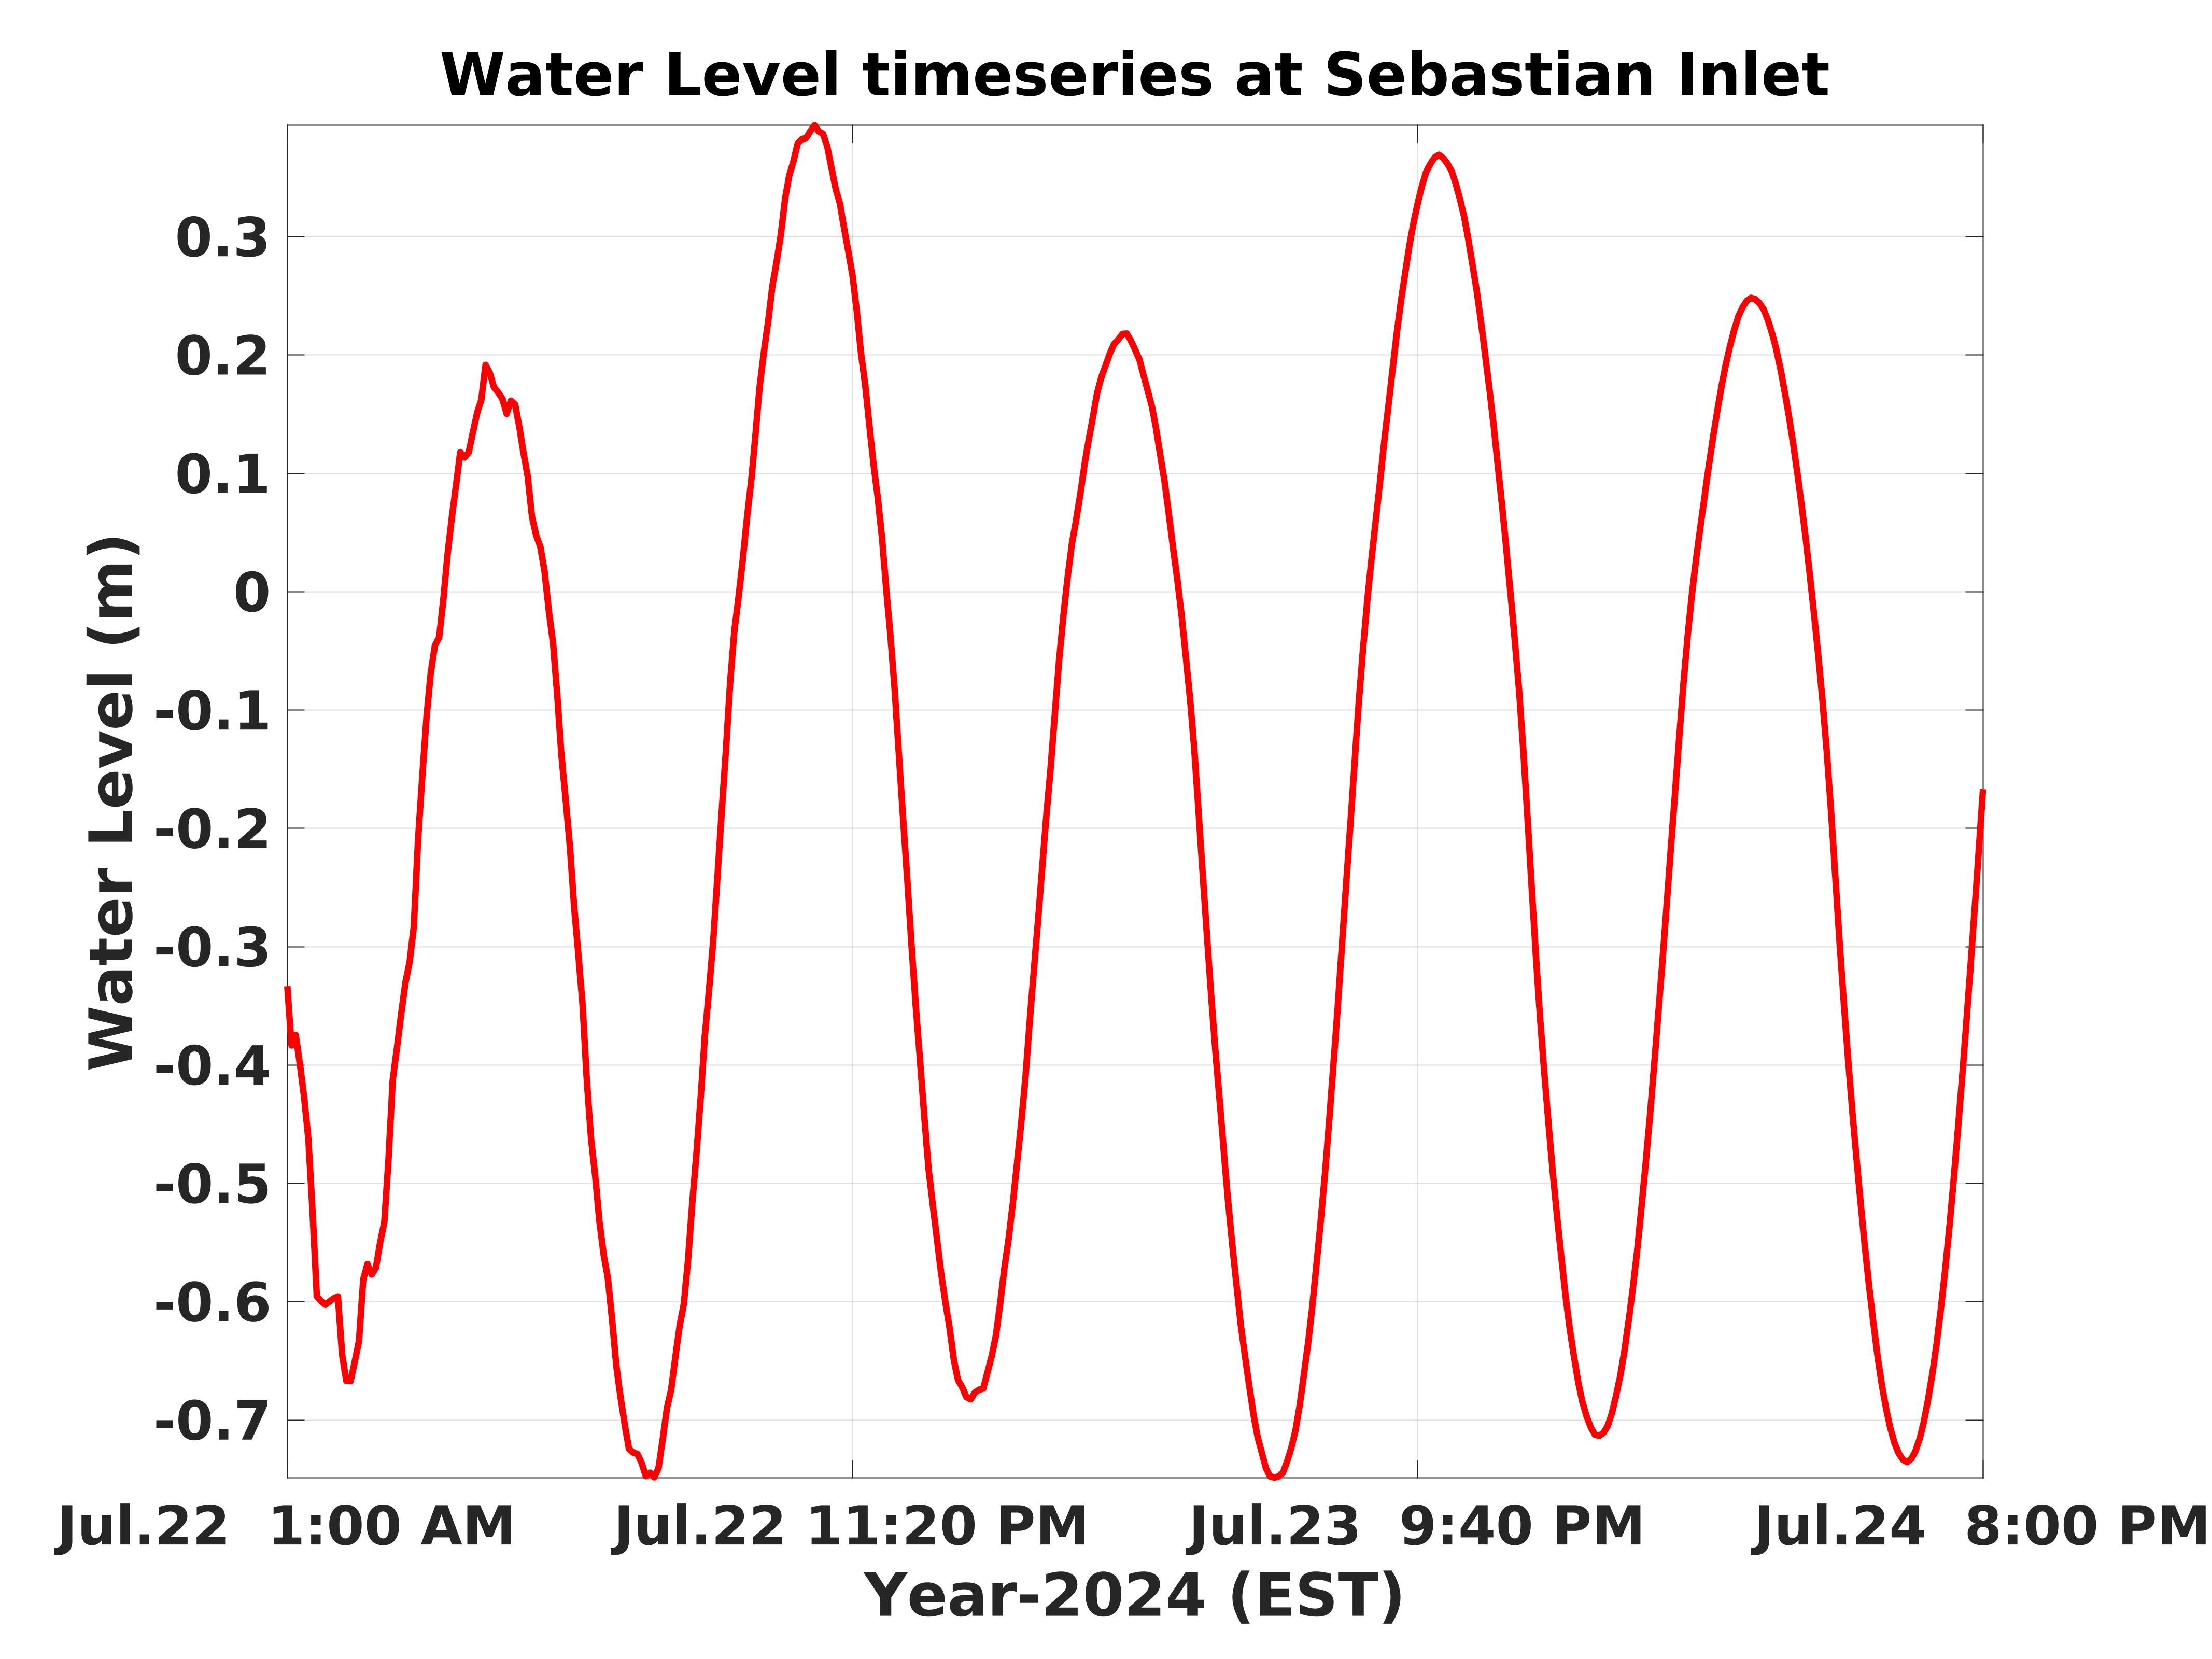 Water Level timeseries at Sebastian Inlet
Water Level (m)
0.3
0.2
0.1
0
-0.1
-0.2
-0.3
-0.4
-0.5
-0.6
-0.7
Jul.22 1:00 AM Jul.22 11:20 PM Jul.23 9:40 PM Jul.24 8:00 PM
Year-2024 (EST)